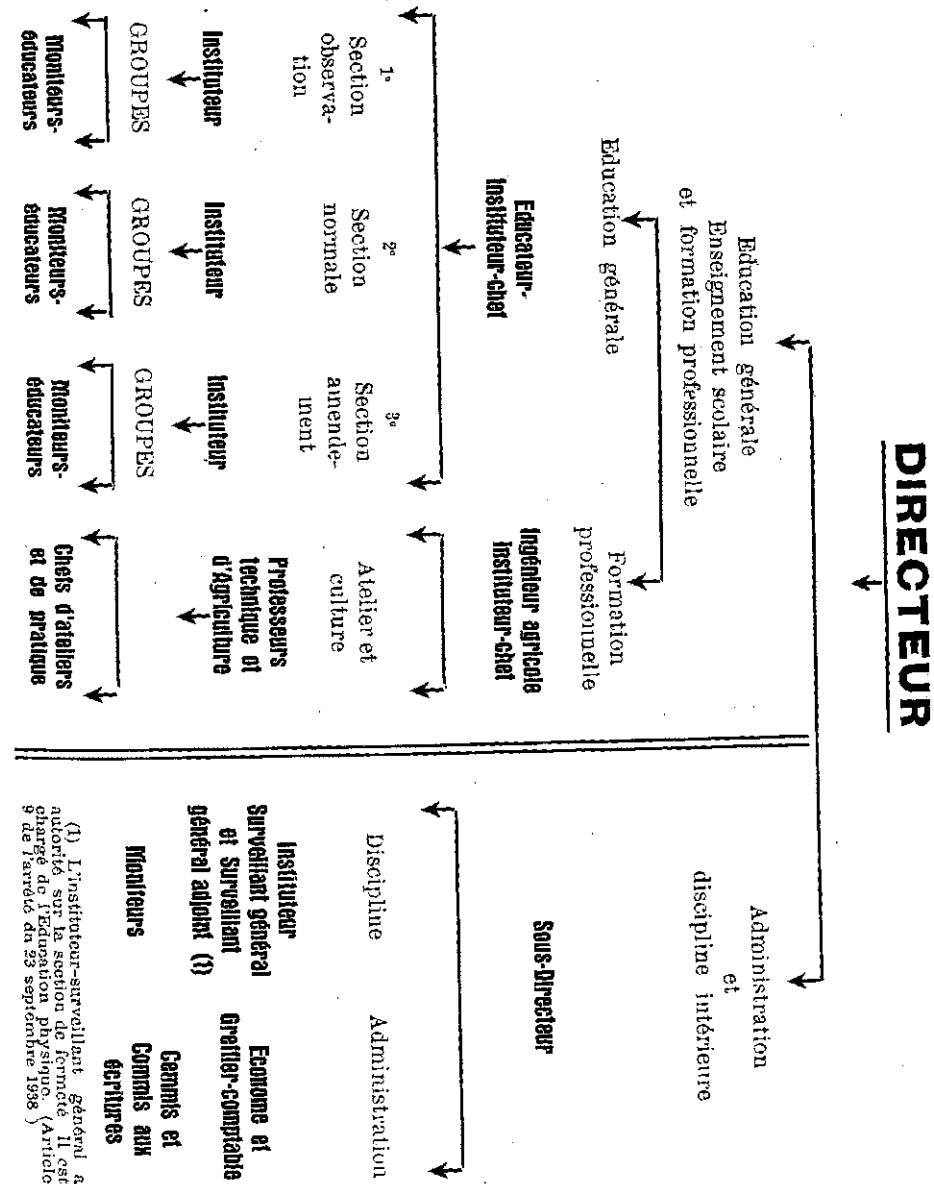 DIRECTEUR
Education générale
Enseignement scolaire
et formation professionnelle
Administration
et
discipline intérieure
Education générale
Formation
professionnelle
Educateur-
Instituteur-chef
Ingénieur agricole
instituteur-chef
Sous-Directeur
1º
Section
observa-
tion
2º
Section
normale
3º
Section
amende-
ment
Atelier et
culture
Discipline
Administration
Instituteur
Instituteur
Instituteur
Professeurs
technique et
d'Agriculture
Instituteur
Surveillant général
et Surveillant
général adjoint (1)
Econome et
Greffier-comptable
GROUPES
GROUPES
GROUPES
Moniteurs
Commis et
Commis aux
écritures
Moniteurs-
éducateurs
Moniteurs-
éducateurs
Moniteurs-
éducateurs
Chefs d'ateliers
et de pratique
(1) L'instituteur-surveillant général a
autorité sur la section de fermeté il est
chargé de l'Education physique. (Article
9 de l'arrêté du 23 septembre 1938)